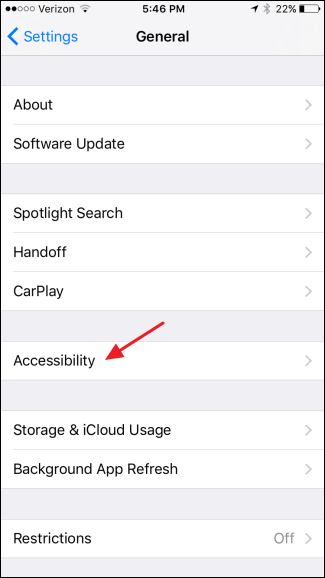 Verizon 5:46 PM 22%
Settings General
About
Software Update
Spotlight Search
Handoff
CarPlay
Accessibility
Storage & iCloud Usage
Background App Refresh
Restrictions Off